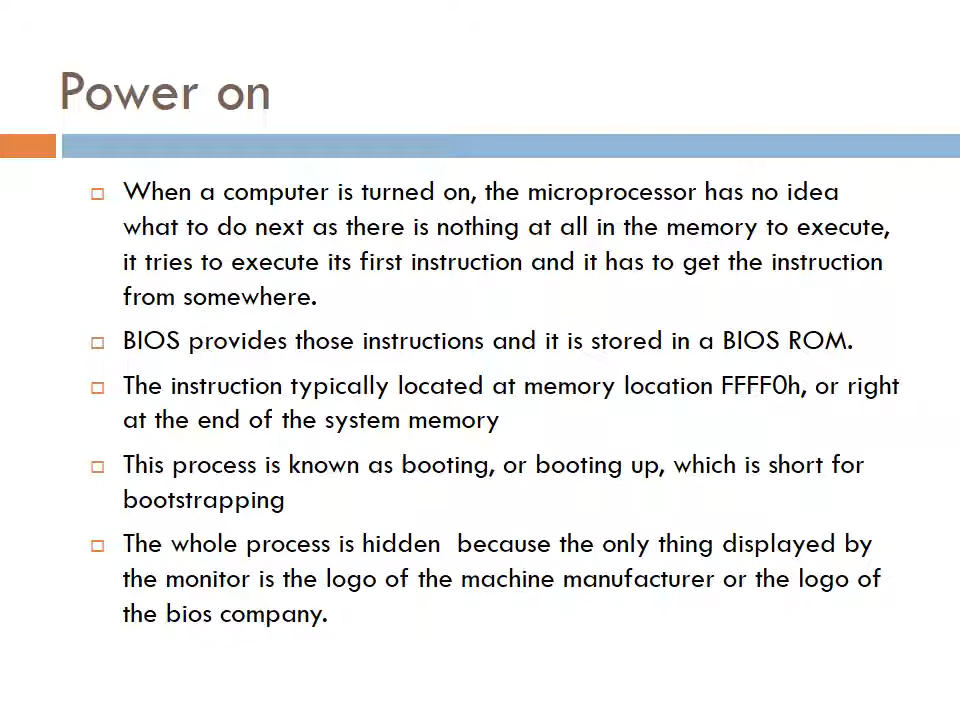 Power on
When a computer is turned on, the microprocessor has no idea
what to do next as there is nothing at all in the memory to execute,
it tries to execute its first instruction and it has to get the instruction
from somewhere.
BIOS provides those instructions and it is stored in a BIOS ROM.
The instruction typically located at memory location FFFF0h, or right
at the end of the system memory
This process is known as booting, or booting up, which is short for
bootstrapping
The whole process is hidden  because the only thing displayed by
the monitor is the logo of the machine manufacturer or the logo of
the bios company.